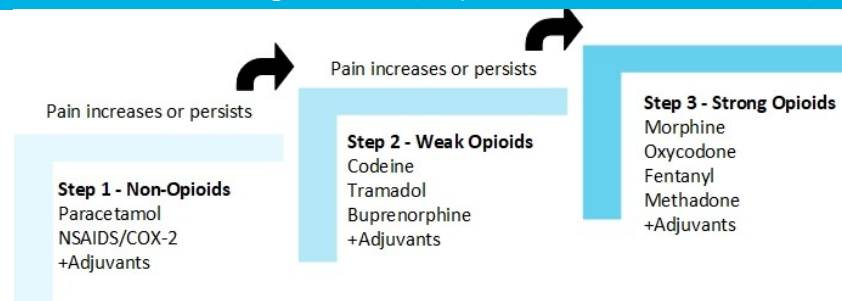 Pain increases or persists
Step 1 - Non-Opioids
Paracetamol
NSAIDS/COX-2
+Adjuvants
Pain increases or persists
Step 2 - Weak Opioids
Codeine
Tramadol
Buprenorphine
+Adjuvants
Step 3 - Strong Opioids
Morphine
Oxycodone
Fentanyl
Methadone
+Adjuvants